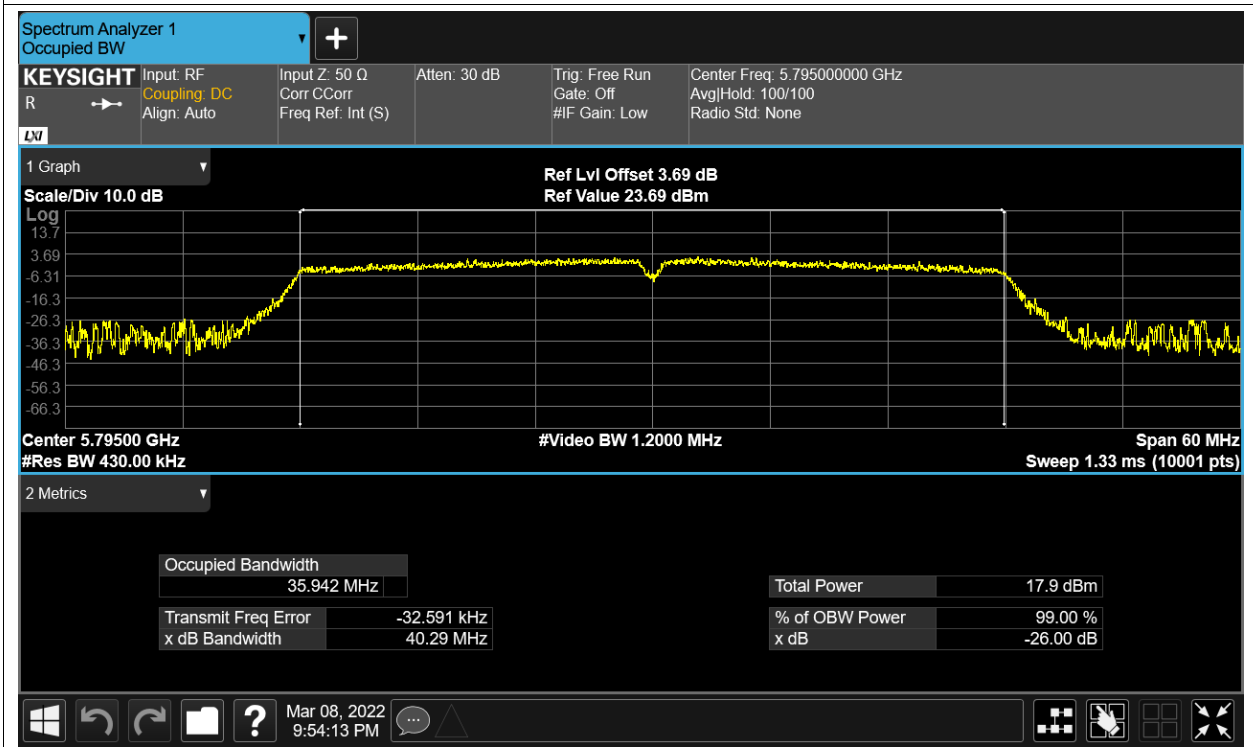 Spectrum Analyzer 1
Occupied BW
KEYSIGHT Input: RF Input Z: 50 Ω Atten: 30 dB Trig: Free Run Center Freq: 5.795000000 GHz
R Coupling: DC Corr CCorr Gate: Off Avg|Hold: 100/100
Align: Auto Freq Ref: Int (S) #IF Gain: Low Radio Std: None
LXI
1 Graph
Ref Lvl Offset 3.69 dB
Scale/Div 10.0 dB Ref Value 23.69 dBm
Log
13.7
3.69
-6.31
-16.3
-26.3
-36.3
-46.3
-56.3
-66.3
Center 5.79500 GHz #Video BW 1.2000 MHz Span 60 MHz
#Res BW 430.00 kHz Sweep 1.33 ms (10001 pts)
2 Metrics
Occupied Bandwidth
35.942 MHz Total Power 17.9 dBm
Transmit Freq Error -32.591 kHz % of OBW Power 99.00 %
x dB Bandwidth 40.29 MHz x dB -26.00 dB
? Mar 08, 2022
9:54:13 PM